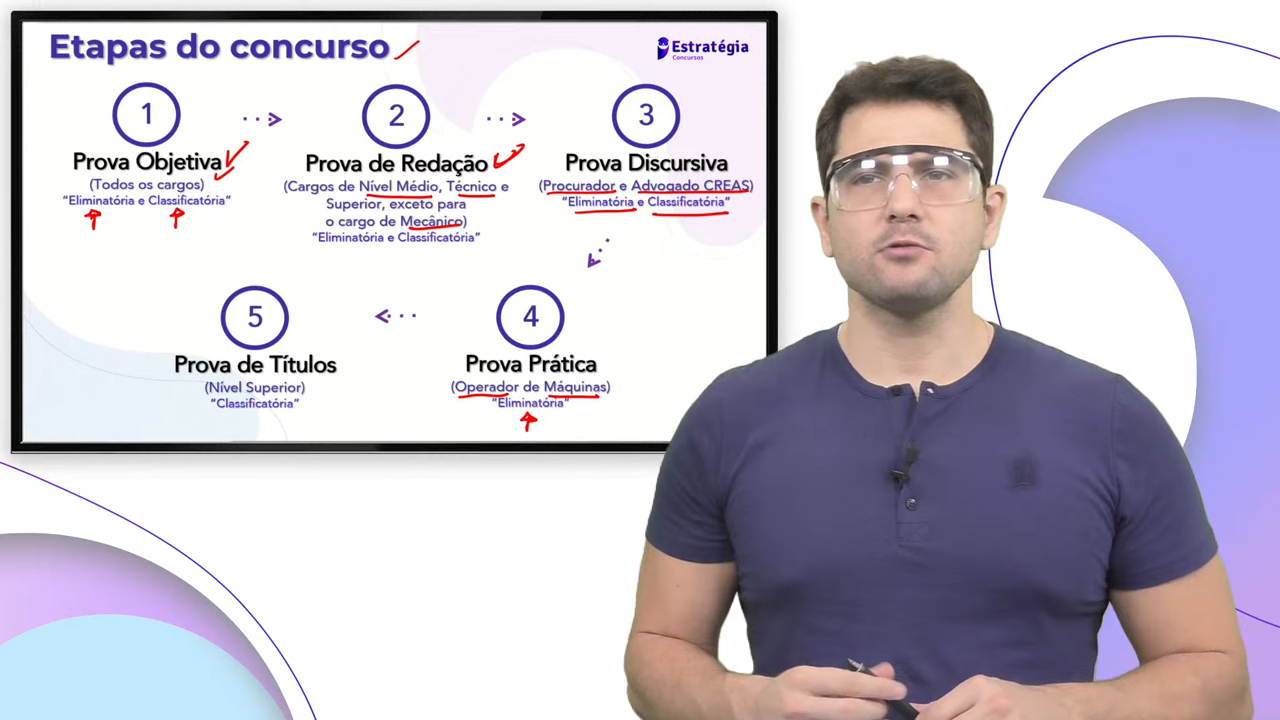 Etapas do concurso
Estratégia
Concursos
1
Prova Objetiva
(Todos os cargos)
"Eliminatória e Classificatória"
2
Prova de Redação
(Cargos de Nível Médio, Técnico e
Superior, exceto para
o cargo de Mecânico)
"Eliminatória e Classificatória"
3
Prova Discursiva
(Procurador e Advogado CREAS)
"Eliminatória e Classificatória"
4
Prova Prática
(Operador de Máquinas)
"Eliminatória"
5
Prova de Títulos
(Nível Superior)
"Classificatória"